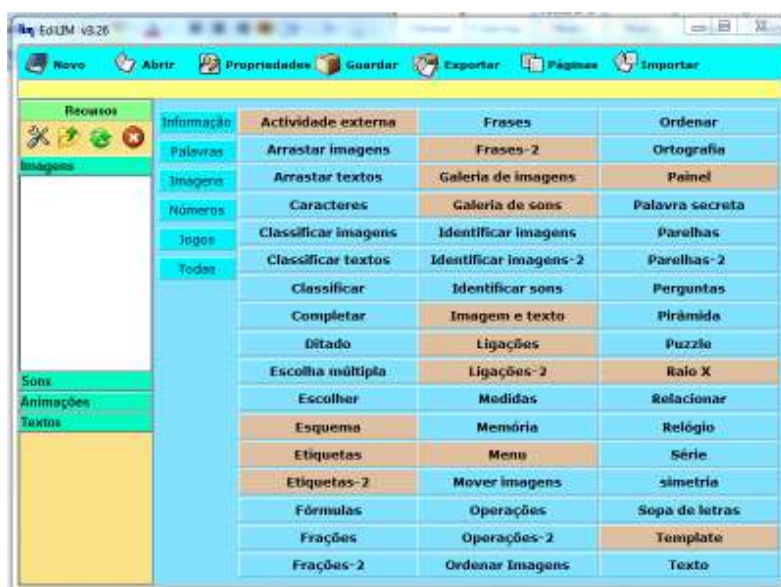 EdiLIM v3.26
Novo Abrir Propriedades Guardar Exportar Páginas Importar
Recursos
Imagens
Sons
Animações
Textos
Informação
Palavras
Imagens
Números
Jogos
Todas
Actividade externa Frases Ordenar
Arrastar imagens Frases-2 Ortografia
Arrastar textos Galeria de imagens Painel
Caracteres Galeria de sons Palavra secreta
Classificar imagens Identificar imagens Parelhas
Classificar textos Identificar imagens-2 Parelhas-2
Classificar Identificar sons Perguntas
Completar Imagem e texto Pirâmida
Ditado Ligações Puzzle
Escolha múltipla Ligações-2 Raio X
Escolher Medidas Relacionar
Esquema Memória Relógio
Etiquetas Menu Série
Etiquetas-2 Mover imagens simetria
Fórmulas Operações Sopa de letras
Frações Operações-2 Template
Frações-2 Ordenar Imagens Texto